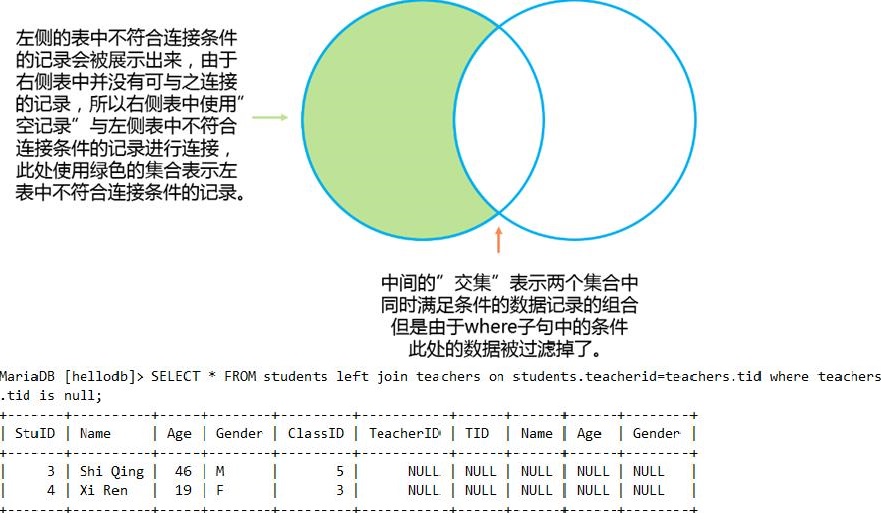 左侧的表中不符合连接条件
的记录会被展示出来，由于
右侧表中并没有可与之连接
的记录，所以右侧表中使用”
空记录”与左侧表中不符合
连接条件的记录进行连接，
此处使用绿色的集合表示左
表中不符合连接条件的记录。
中间的”交集”表示两个集合中
同时满足条件的数据记录的组合
但是由于where子句中的条件
此处的数据被过滤掉了。
MariaDB [hellodb]> SELECT * FROM students left join teachers on students.teacherid=teachers.tid where teachers
.tid is null;
+-------+-----------+-----+--------+---------+-----------+------+------+------+--------+
| StuID | Name      | Age | Gender | ClassID | TeacherID | TID  | Name | Age  | Gender |
+-------+-----------+-----+--------+---------+-----------+------+------+------+--------+
|     3 | Shi Qing  |  46 | M      |       5 |      NULL | NULL | NULL | NULL | NULL   |
|     4 | Xi Ren    |  19 | F      |       3 |      NULL | NULL | NULL | NULL | NULL   |
+-------+-----------+-----+--------+---------+-----------+------+------+------+--------+